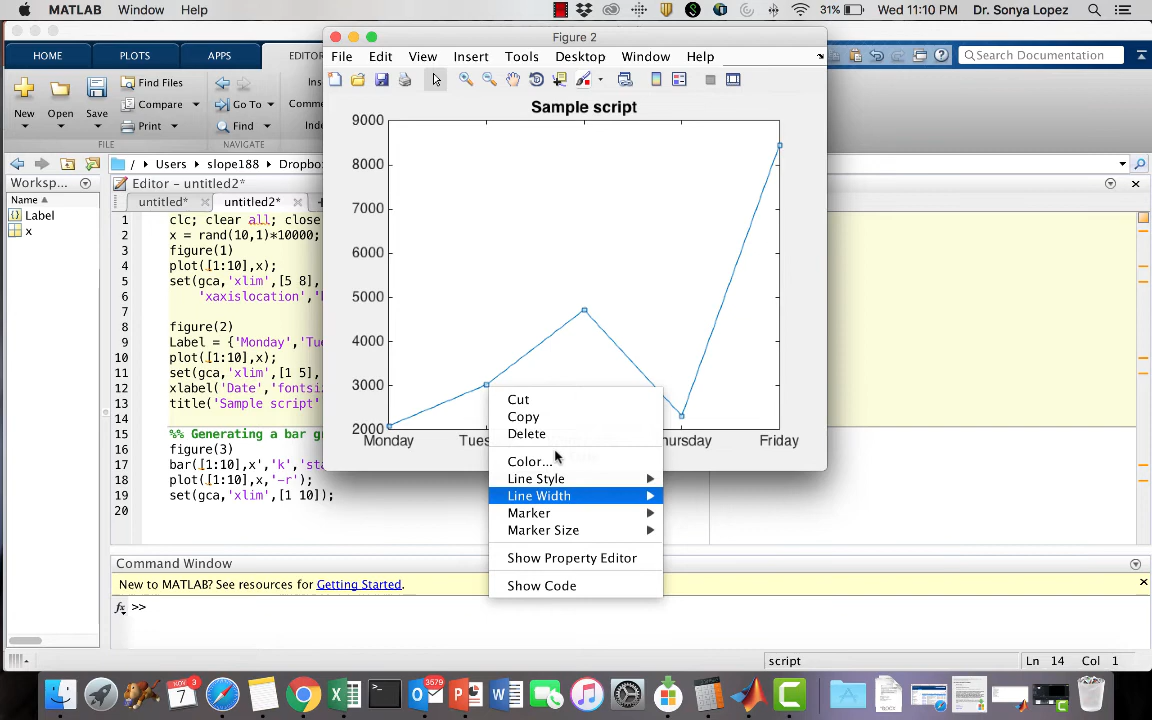 MATLAB Window Help
31% Wed 11:10 PM Dr. Sonya Lopez
Figure 2
HOME PLOTS APPS EDITOR
Search Documentation
File Edit View Insert Tools Desktop Window Help
New Open Save
Find Files
Compare
Print
Go To
Find
FILE
NAVIGATE
Sample script
9000
8000
7000
6000
5000
4000
3000
2000
Monday
Friday
/ Users slope188
Worksp...
Name
Label
x
Editor - untitled2*
untitled* untitled2*
1 clc; clear all; close
2 x = rand(10,1)*10000;
3 figure(1)
4 plot([1:10],x);
5 set(gca,'xlim',[5 8],
6 'xaxislocation','
7
8 figure(2)
9 Label = {'Monday','Tue
10 plot([1:10],x);
11 set(gca,'xlim',[1 5],
12 xlabel('Date','fontsi
13 title('Sample script'
14
15 %% Generating a bar g
16 figure(3)
17 bar([1:10],x','k','sta
18 plot([1:10],x','-r');
19 set(gca,'xlim',[1 10]);
20
Cut
Copy
Delete
Color...
Line Style
Line Width
Marker
Marker Size
Show Property Editor
Show Code
Command Window
New to MATLAB? See resources for Getting Started.
fx >>
script Ln 14 Col 1
NOV 7
3
3679